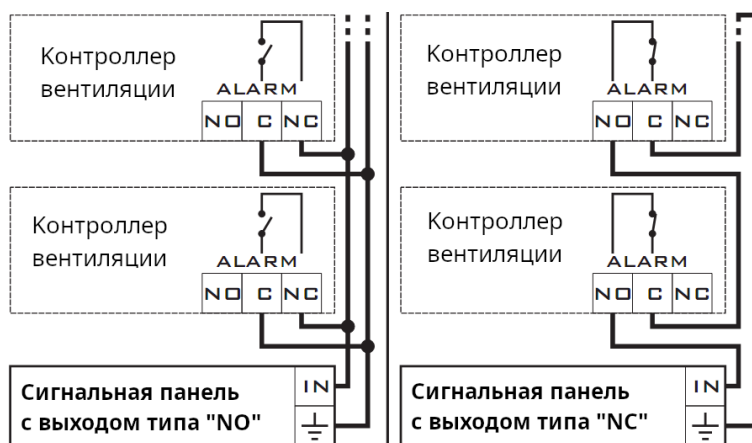 Контроллер
вентиляции
ALARM
NO C NC
Контроллер
вентиляции
ALARM
NO C NC
Сигнальная панель
с выходом типа "NO"
IN
Контроллер
вентиляции
ALARM
NO C NC
Контроллер
вентиляции
ALARM
NO C NC
Сигнальная панель
с выходом типа "NC"
IN